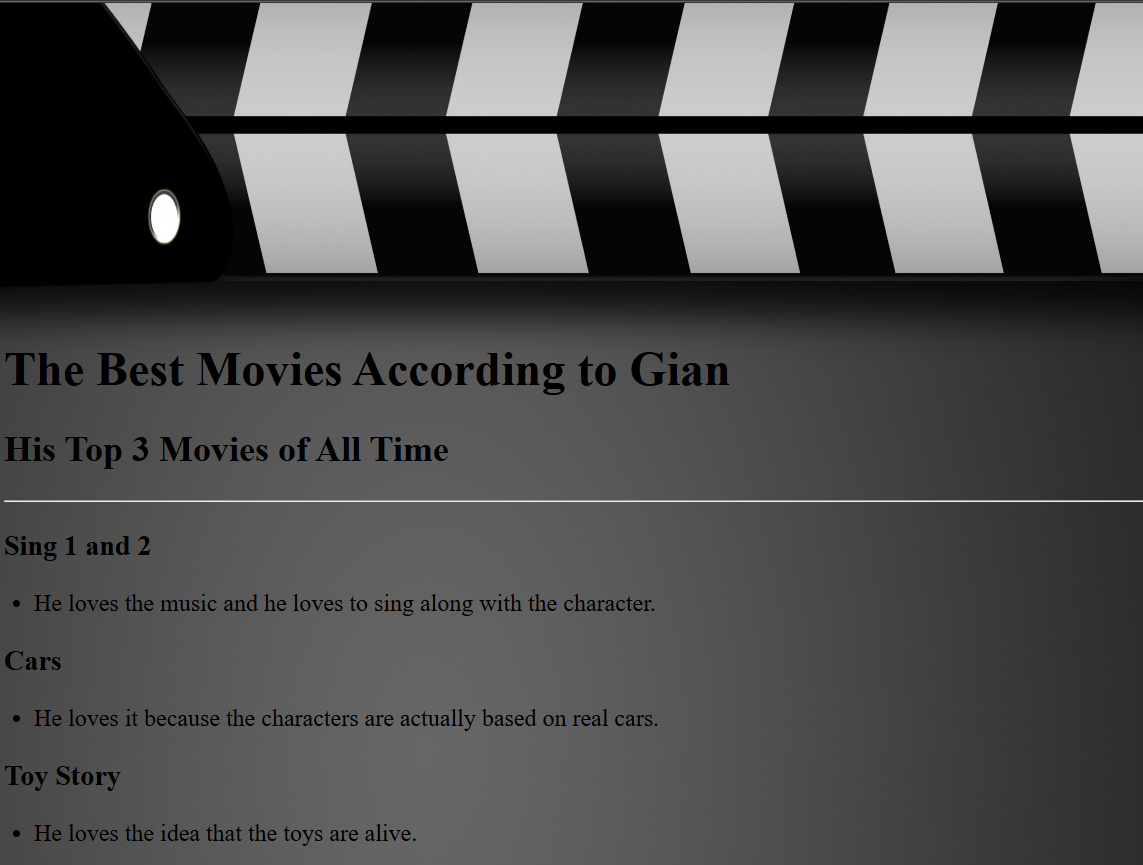 The Best Movies According to Gian
His Top 3 Movies of All Time
Sing 1 and 2
• He loves the music and he loves to sing along with the character.
Cars
• He loves it because the characters are actually based on real cars.
Toy Story
• He loves the idea that the toys are alive.